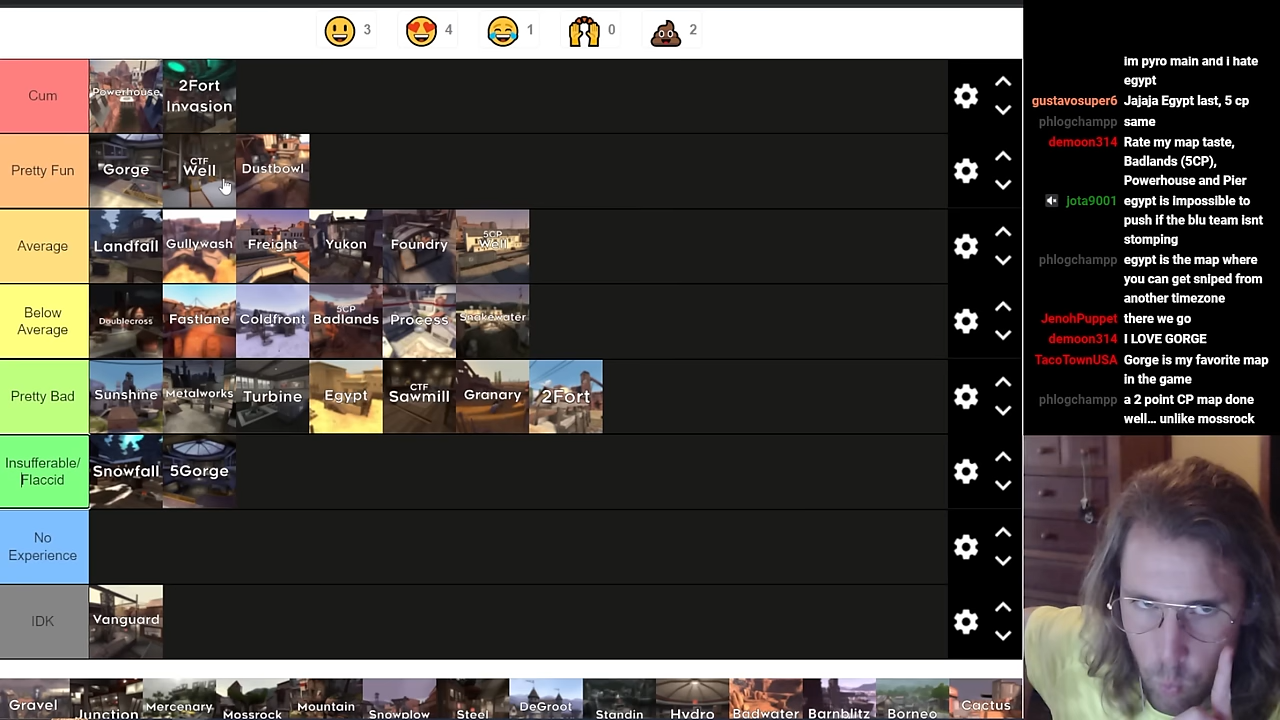 3 4 1 0 2
Cum
Powerhouse
2Fort
Invasion
Pretty Fun
Gorge
CTF
Well
Dustbowl
Average
Landfall
Gullywash
Freight
Yukon
Foundry
5CP
Well
Below
Average
Doublecross
Fastlane
Coldfront
5CP
Badlands
Process
Snakewater
Pretty Bad
Sunshine
Metalworks
Turbine
Egypt
CTF
Sawmill
Granary
2Fort
Insufferable/
Flaccid
Snowfall
5Gorge
No
Experience
IDK
Vanguard
Gravel
Junction
Mercenary
Mossrock
Mountain
Snowplow
Steel
DeGroot
Standin
Hydro
Badwater
Barnblitz
Borneo
Cactus
im pyro main and i hate
egypt
gustavosuper6 Jajaja Egypt last, 5 cp
phlogchampp same
demoon314 Rate my map taste,
Badlands (5CP),
Powerhouse and Pier
jota9001 egypt is impossible to
push if the blu team isnt
stomping
phlogchampp egypt is the map where
you can get sniped from
another timezone
JenohPuppet there we go
demoon314 I LOVE GORGE
TacoTownUSA Gorge is my favorite map
in the game
phlogchampp a 2 point CP map done
well... unlike mossrock